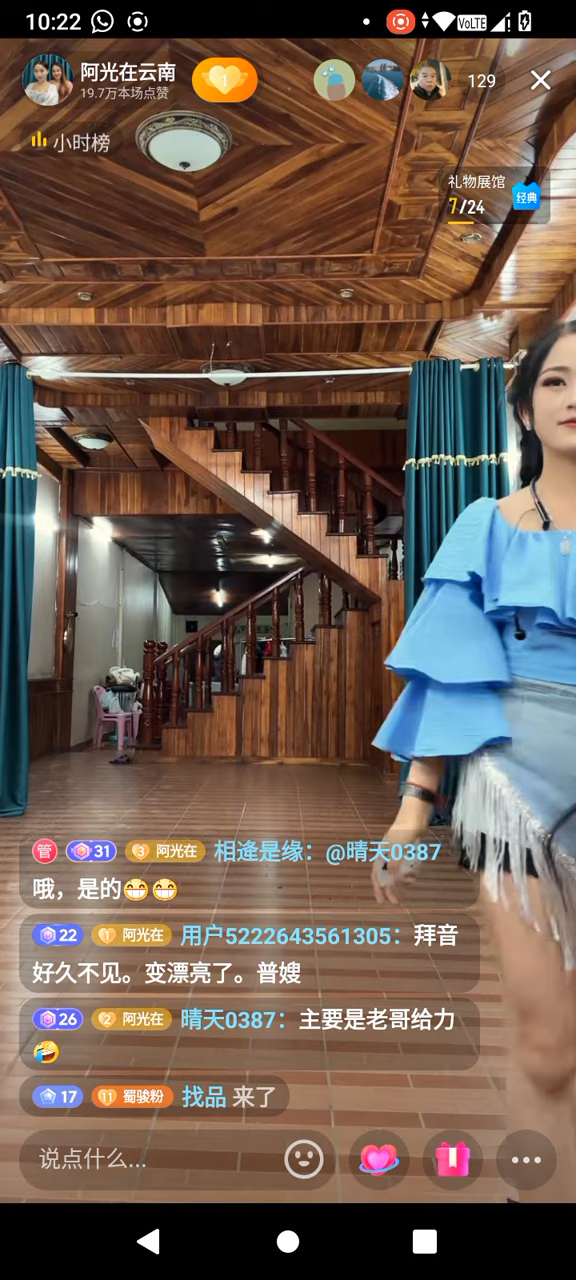 10:22
VoLTE
阿光在云南
19.7万本场点赞
1
129
小时榜
礼物展馆
7/24
经典
管 31 3 阿光在 相逄是缘：@晴天0387
哦，是的😁😁
22 1 阿光在 用户5222643561305：拜音
好久不见。变漂亮了。普嫂
26 2 阿光在 晴天0387：主要是老哥给力
🤣
17 11 蜀骏粉 找品 来了
说点什么...